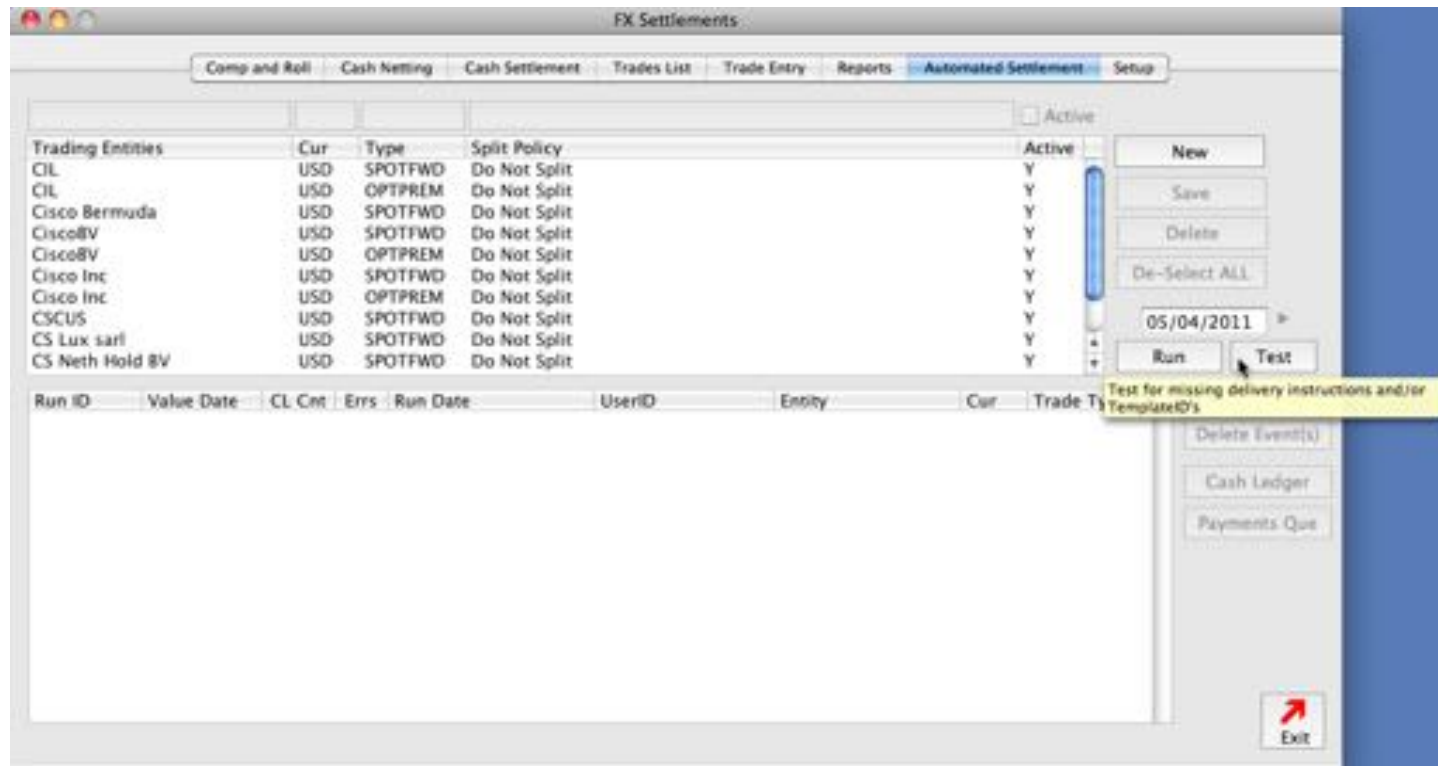 FX Settlements
Comp and Roll Cash Netting Cash Settlement Trades List Trade Entry Reports Automated Settlement Setup
Active
Trading Entities Cur Type Split Policy Active
New
CIL USD SPOTFWD Do Not Split Y
CIL USD OPTPREM Do Not Split Y
Save
Cisco Bermuda USD SPOTFWD Do Not Split Y
CiscoBV USD SPOTFWD Do Not Split Y
Delete
CiscoBV USD OPTPREM Do Not Split Y
Cisco Inc USD SPOTFWD Do Not Split Y
De-Select ALL
Cisco Inc USD OPTPREM Do Not Split Y
CSCUS USD SPOTFWD Do Not Split Y
05/04/2011
CS Lux sarl USD SPOTFWD Do Not Split Y
CS Neth Hold BV USD SPOTFWD Do Not Split Y
Run Test
Test for missing delivery instructions and/or
TemplateID's
Run ID Value Date CL Cnt Errs Run Date UserID Entity Cur Trade Ty
Delete Event(s)
Cash Ledger
Payments Que
Exit